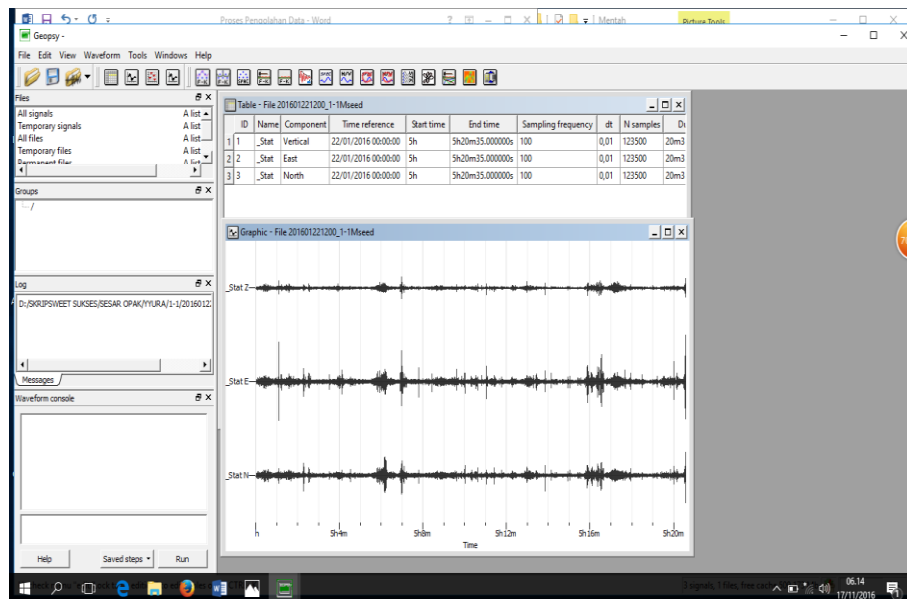 Proses Pengolahan Data - Word
Mentah
Picture Tools
Geopsy -
File Edit View Waveform Tools Windows Help
Files
All signals A list
Temporary signals A list
All files A list
Temporary files A list
Permanent files A list
Groups
/
Log
D:/SKRIPSWEET SUKSES/SESAR OPAK/YYURA/1-1/2016012
Messages
Waveform console
Help Saved steps Run
Table - File 201601221200_1-1Mseed
ID Name Component Time reference Start time End time Sampling frequency dt N samples Du
1 1 _Stat Vertical 22/01/2016 00:00:00 5h 5h20m35.000000s 100 0,01 123500 20m3
2 2 _Stat East 22/01/2016 00:00:00 5h 5h20m35.000000s 100 0,01 123500 20m3
3 3 _Stat North 22/01/2016 00:00:00 5h 5h20m35.000000s 100 0,01 123500 20m3
Graphic - File 201601221200_1-1Mseed
_Stat Z
_Stat E
_Stat N
h 5h4m 5h8m 5h12m 5h16m 5h20m
Time
3 signals, 1 files, free cache
06.14
17/11/2016